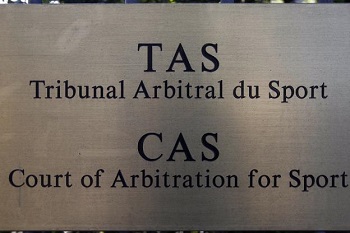 TAS
Tribunal Arbitral du Sport
CAS
Court of Arbitration for Sport